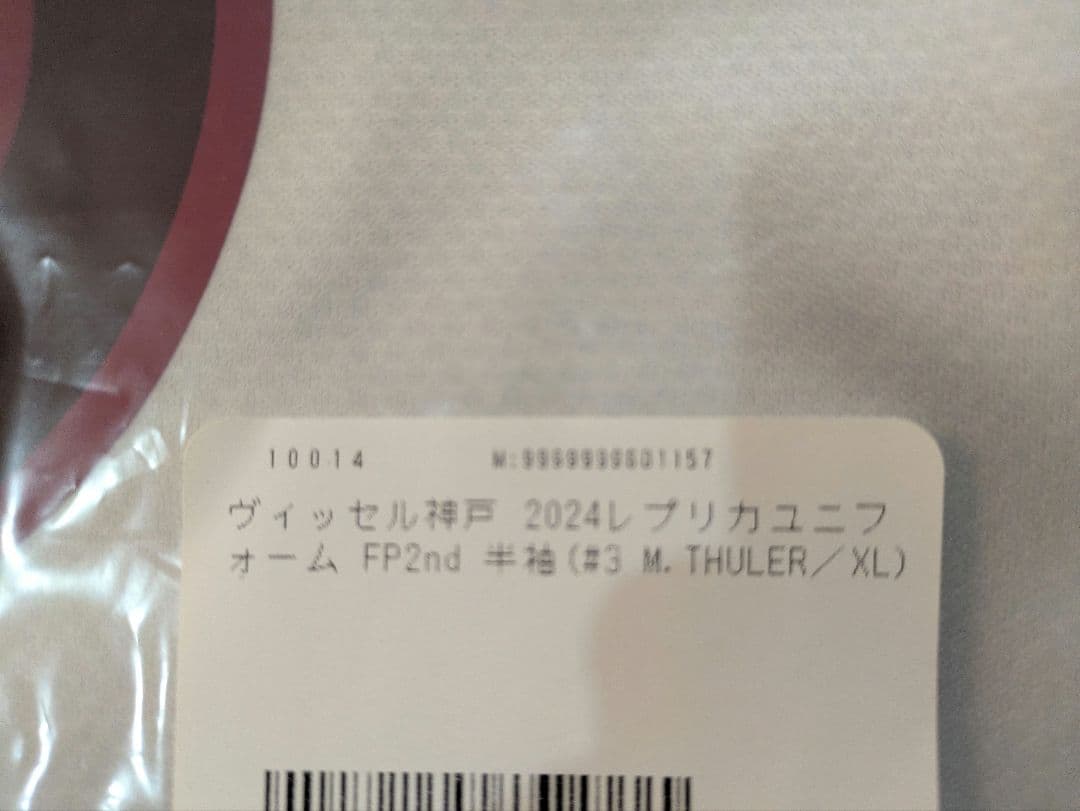 10014 M:9999999601157
ヴィッセル神戸 2024レプリカユニフ
ォーム FP2nd 半袖(#3 M.THULER／XL)